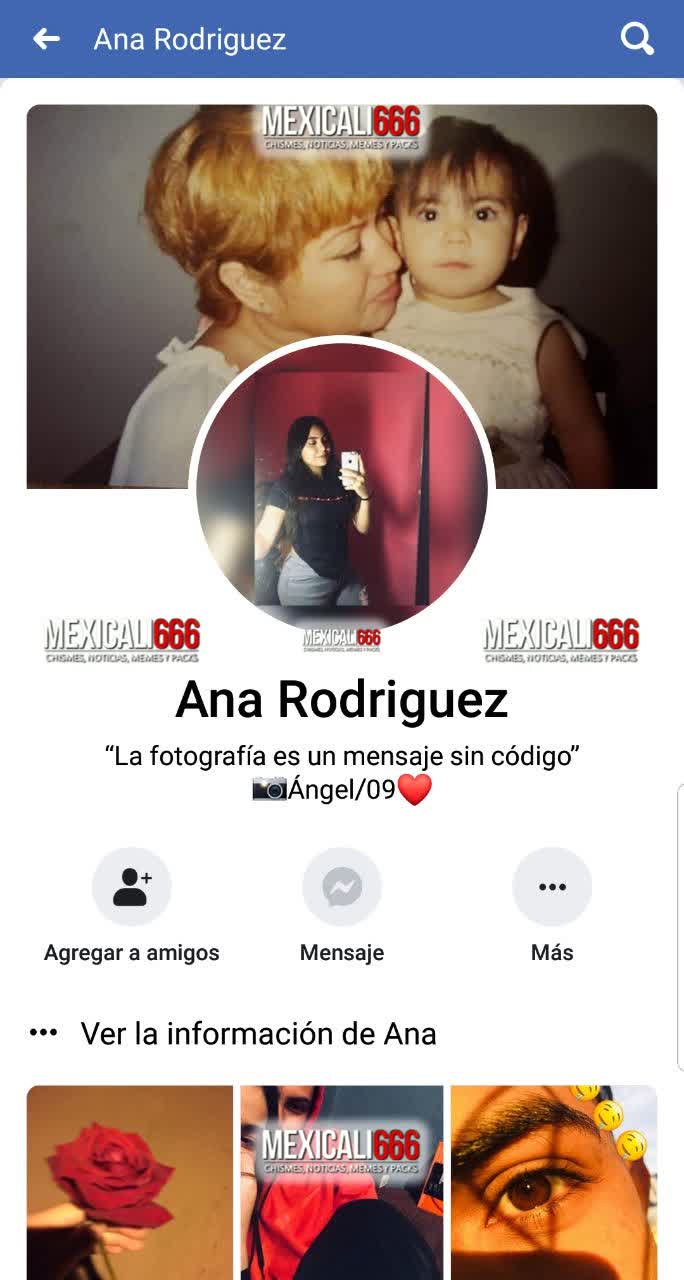 Ana Rodriguez
MEXICALI666
CHISMES, NOTICIAS, MEMES Y PACKS
MEXICALI666
CHISMES, NOTICIAS, MEMES Y PACKS
MEXICALI666
CHISMES, NOTICIAS, MEMES Y PACKS
MEXICALI666
CHISMES, NOTICIAS, MEMES Y PACKS
Ana Rodriguez
“La fotografía es un mensaje sin código”
📷Ángel/09❤️
Agregar a amigos
Mensaje
Más
Ver la información de Ana
MEXICALI666
CHISMES, NOTICIAS, MEMES Y PACKS